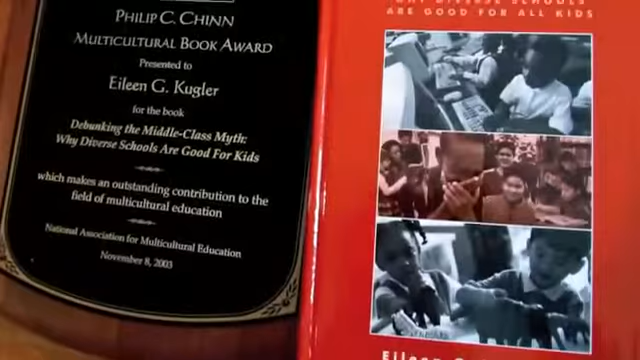 PHILIP C. CHINN
MULTICULTURAL BOOK AWARD
Presented to
Eileen G. Kugler
for the book
Debunking the Middle-Class Myth:
Why Diverse Schools Are Good For Kids
which makes an outstanding contribution to the
field of multicultural education
National Association for Multicultural Education
November 8, 2003
WHY DIVERSE SCHOOLS
ARE GOOD FOR ALL KIDS
Eileen